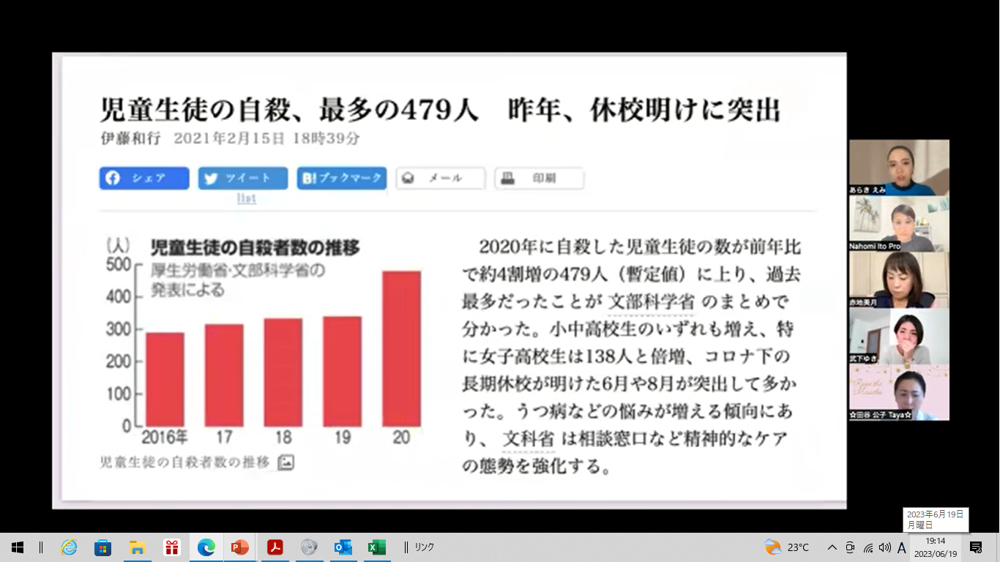 児童生徒の自殺、最多の479人　昨年、休校明けに突出
伊藤和行　2021年2月15日 18時39分
シェア
ツイート
B!ブックマーク
メール
印刷
list
(人)
児童生徒の自殺者数の推移
厚生労働省・文部科学省の
発表による
500
400
300
200
100
0
2016年 17 18 19 20
児童生徒の自殺者数の推移
2020年に自殺した児童生徒の数が前年比
で約4割増の479人（暫定値）に上り、過去
最多だったことが 文部科学省 のまとめで
分かった。小中高校生のいずれも増え、特
に女子高校生は138人と倍増、コロナ下の
長期休校が明けた6月や8月が突出して多か
った。うつ病などの悩みが増える傾向にあ
り、 文科省 は相談窓口など精神的なケア
の態勢を強化する。
あらき えみ
Nahomi Ito Pro
赤地美月
武下ゆき
☆田谷 公子 Taya☆
2023年6月19日
月曜日
リンク
23°C
A
19:14
2023/06/19